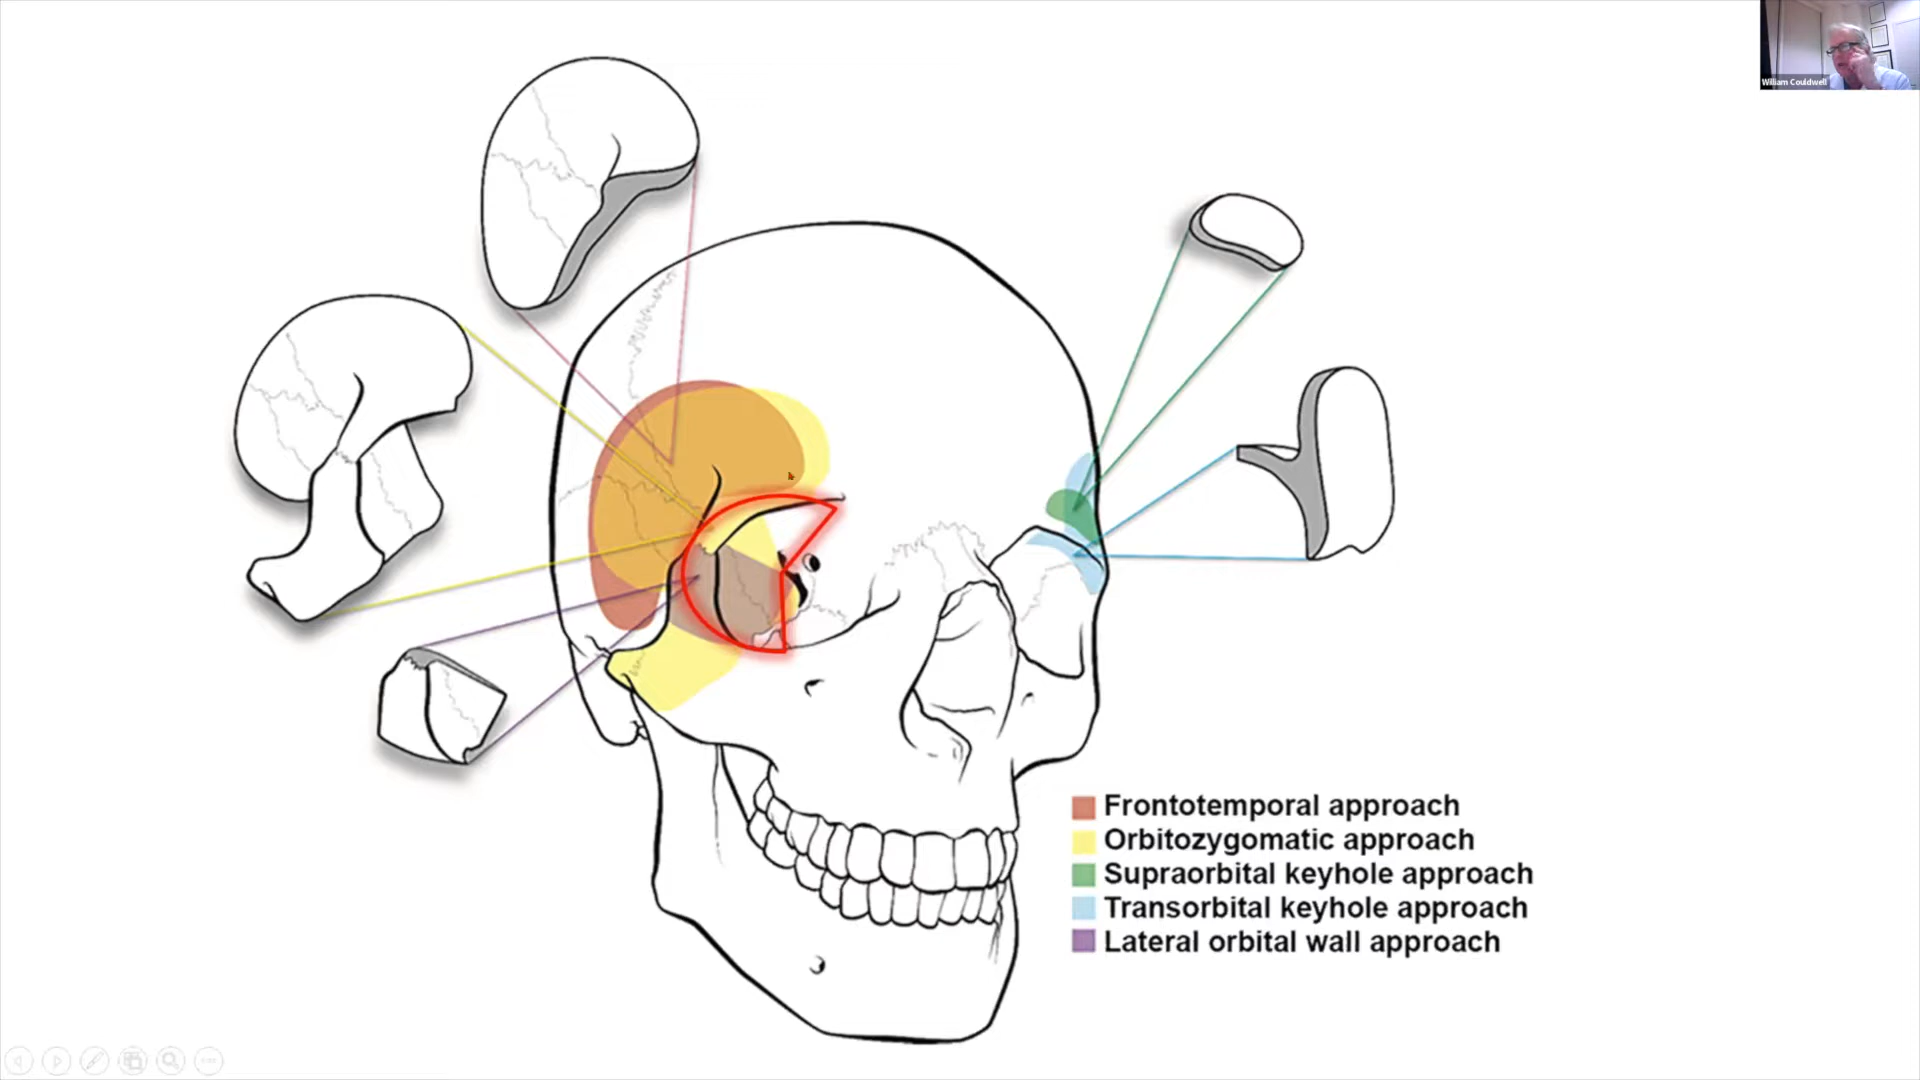 William Couldwell
Frontotemporal approach
Orbitozygomatic approach
Supraorbital keyhole approach
Transorbital keyhole approach
Lateral orbital wall approach